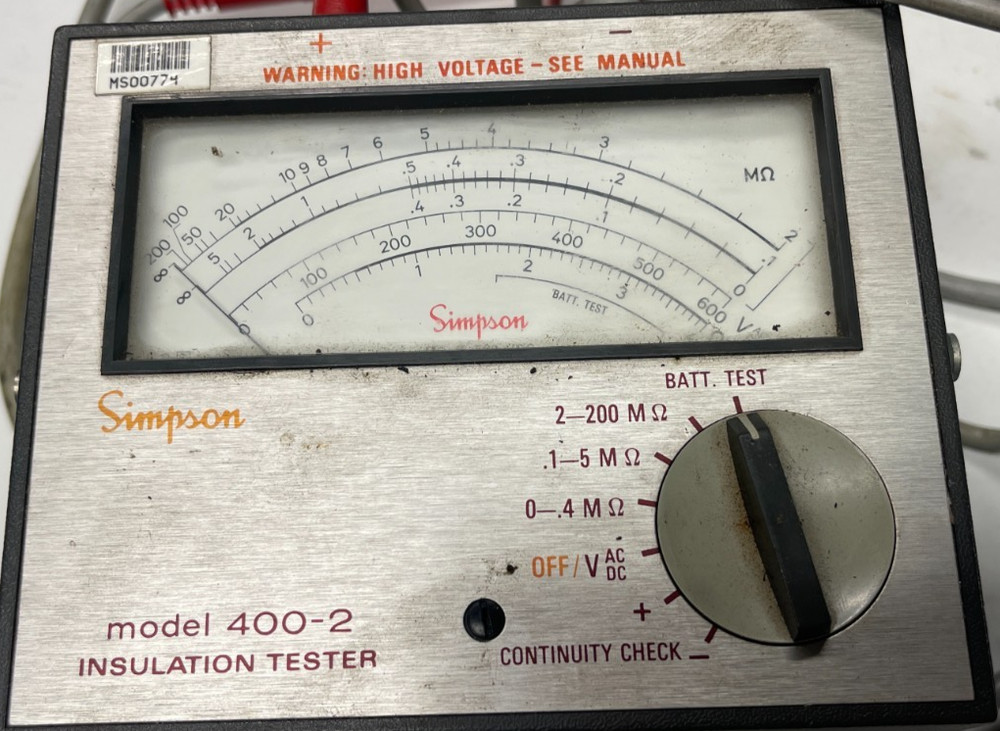 + −
WARNING: HIGH VOLTAGE – SEE MANUAL
MS00774
200 100 50 20 10 9 8 7 6 5 4 3 2
MΩ
∞ 5 2 1 .5 .4 .3 .2 .1
∞ .4 .3 .2 .1 0
0 100 200 300 400 500 600 V
0 1 2 3
BATT. TEST
Simpson
Simpson
BATT. TEST
2–200 MΩ
.1–5 MΩ
0–.4 MΩ
OFF/V AC
DC
+
CONTINUITY CHECK −
model 400-2
INSULATION TESTER